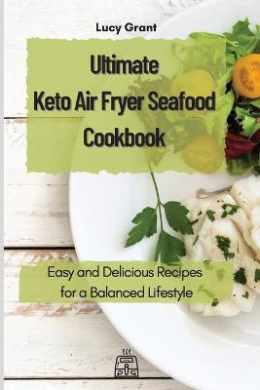 Lucy Grant
Ultimate
Keto Air Fryer Seafood
Cookbook
Easy and Delicious Recipes
for a Balanced Lifestyle